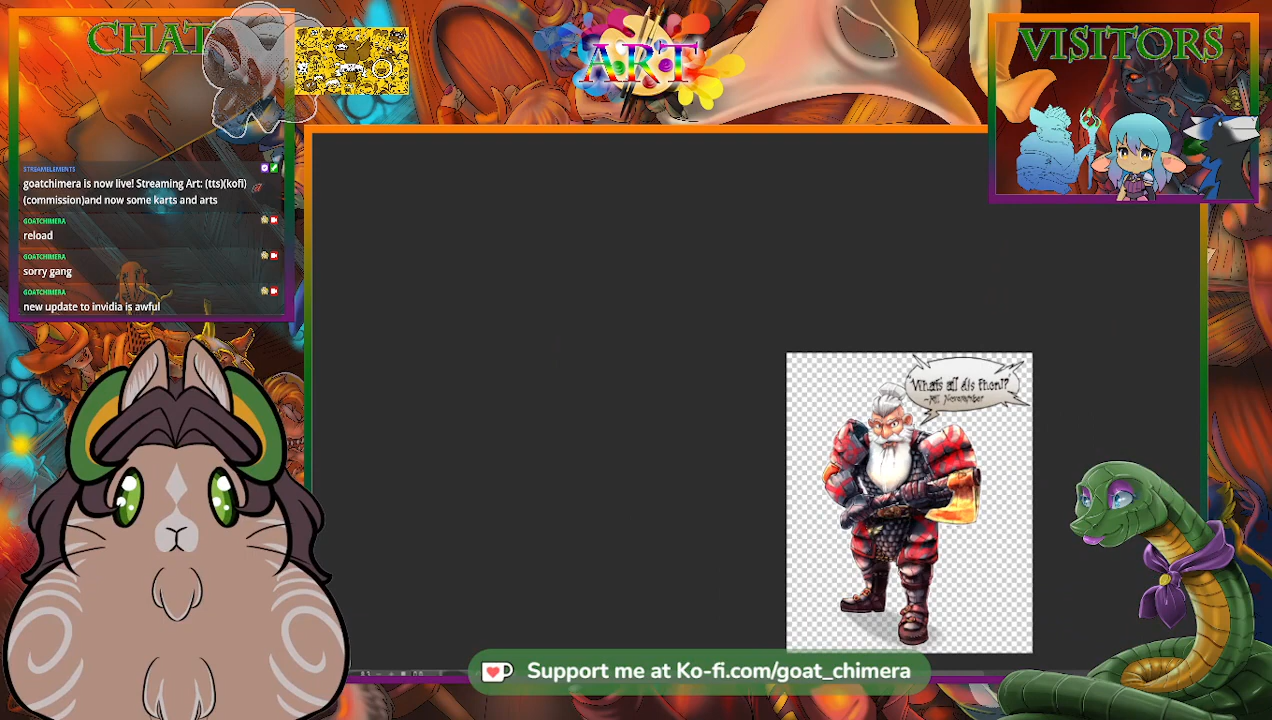 CHAT
ART
VISITORS
STREAMELEMENTS
goatchimera is now live! Streaming Art: (tts)(kofi)
(commission)and now some karts and arts
GOATCHIMERA
reload
GOATCHIMERA
sorry gang
GOATCHIMERA
new update to invidia is awful
"Whats all dis then!?"
Support me at Ko-fi.com/goat_chimera